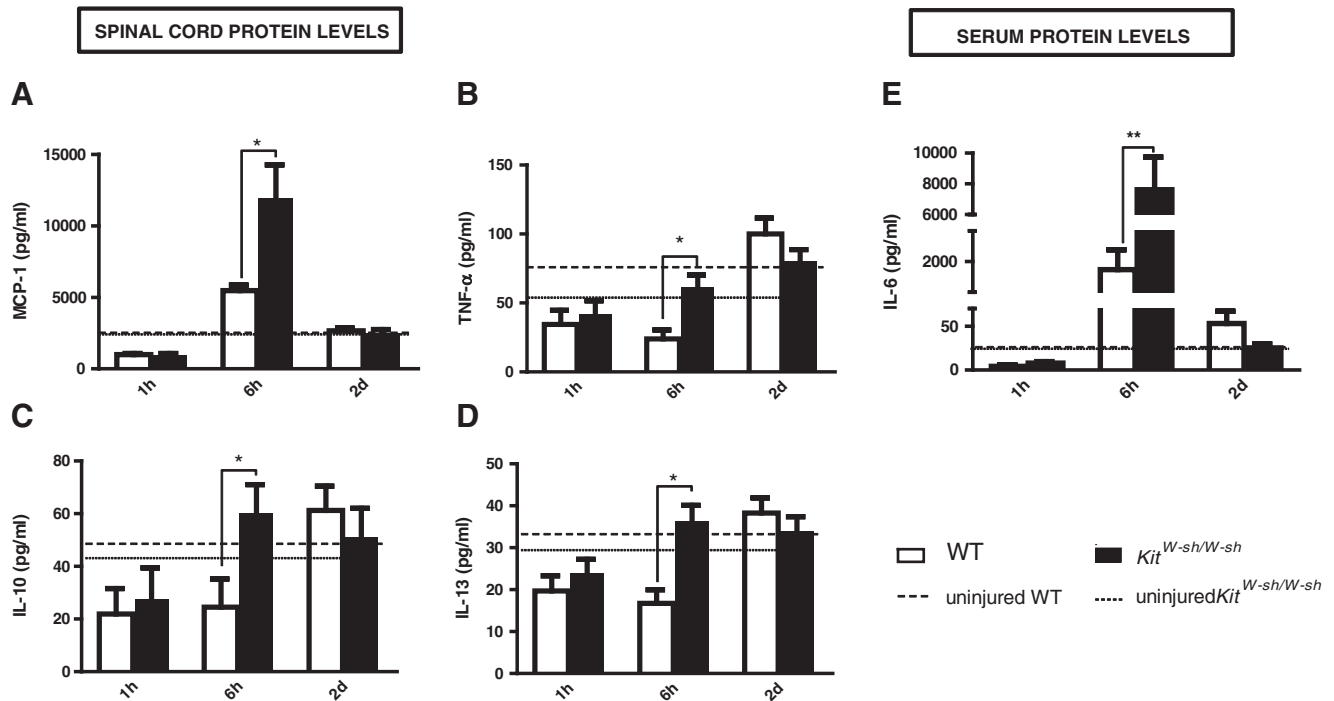 SPINAL CORD PROTEIN LEVELS
SERUM PROTEIN LEVELS
A
MCP-1 (pg/ml)
15000
10000
5000
0
*
1h
6h
2d
B
TNF-α (pg/ml)
150
100
50
0
*
1h
6h
2d
E
IL-6 (pg/ml)
10000
8000
6000
2000
50
0
**
1h
6h
2d
C
IL-10 (pg/ml)
80
60
40
20
0
*
1h
6h
2d
D
IL-13 (pg/ml)
50
40
30
20
10
0
*
1h
6h
2d
WT
Kit W-sh/W-sh
uninjured WT
uninjuredKit W-sh/W-sh